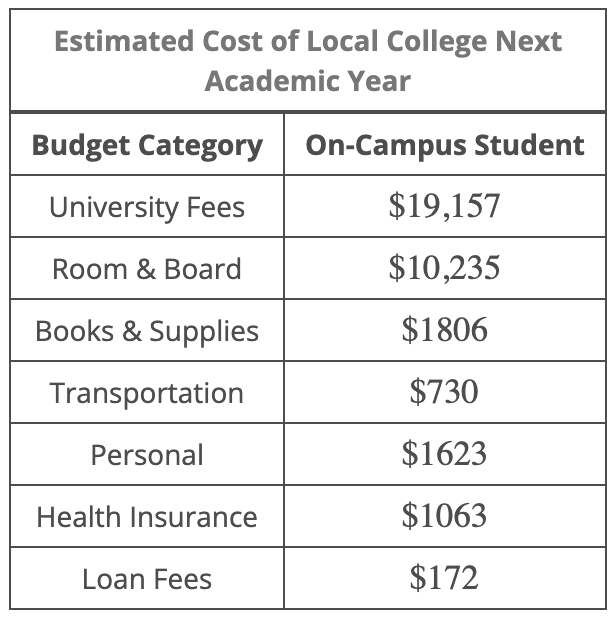 Estimated Cost of Local College Next
Academic Year
Budget Category On-Campus Student
University Fees $19,157
Room & Board $10,235
Books & Supplies $1806
Transportation $730
Personal $1623
Health Insurance $1063
Loan Fees $172